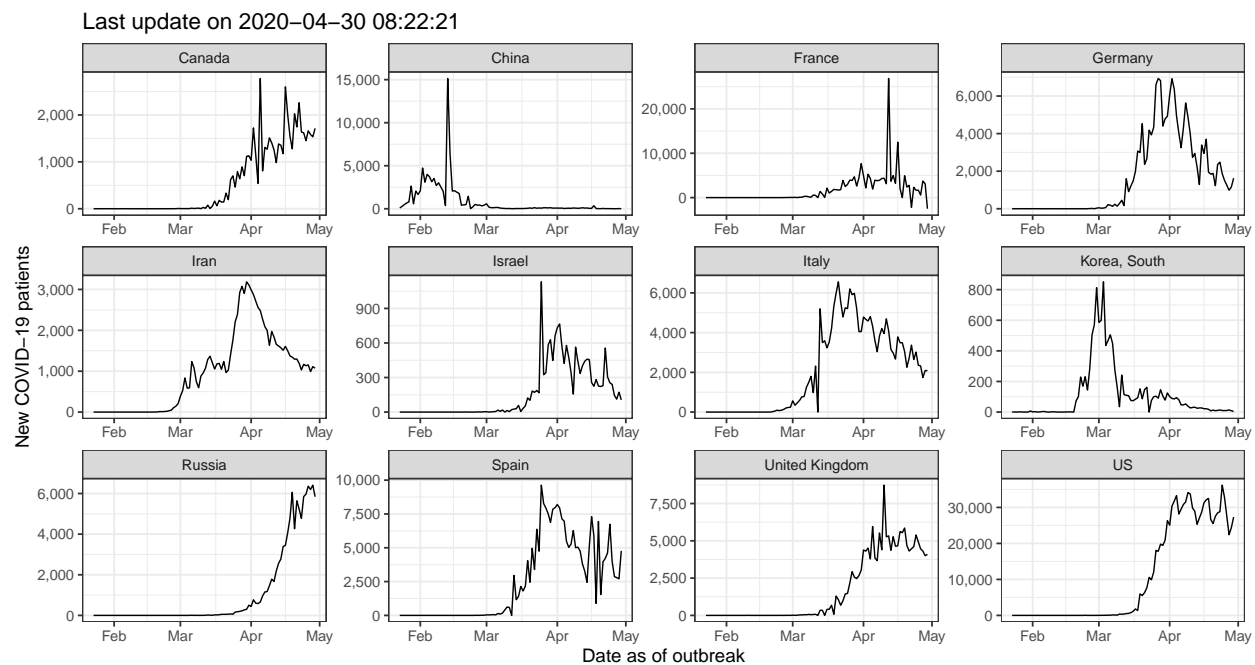 Last update on 2020−04−30 08:22:21
Canada
China
France
Germany
2,000
1,000
0
15,000
10,000
5,000
0
20,000
10,000
0
6,000
4,000
2,000
0
Feb Mar Apr May
Feb Mar Apr May
Feb Mar Apr May
Feb Mar Apr May
Iran
Israel
Italy
Korea, South
3,000
2,000
1,000
0
900
600
300
0
6,000
4,000
2,000
0
800
600
400
200
0
Feb Mar Apr May
Feb Mar Apr May
Feb Mar Apr May
Feb Mar Apr May
Russia
Spain
United Kingdom
US
6,000
4,000
2,000
0
10,000
7,500
5,000
2,500
0
7,500
5,000
2,500
0
30,000
20,000
10,000
0
Feb Mar Apr May
Feb Mar Apr May
Feb Mar Apr May
Feb Mar Apr May
New COVID−19 patients
Date as of outbreak